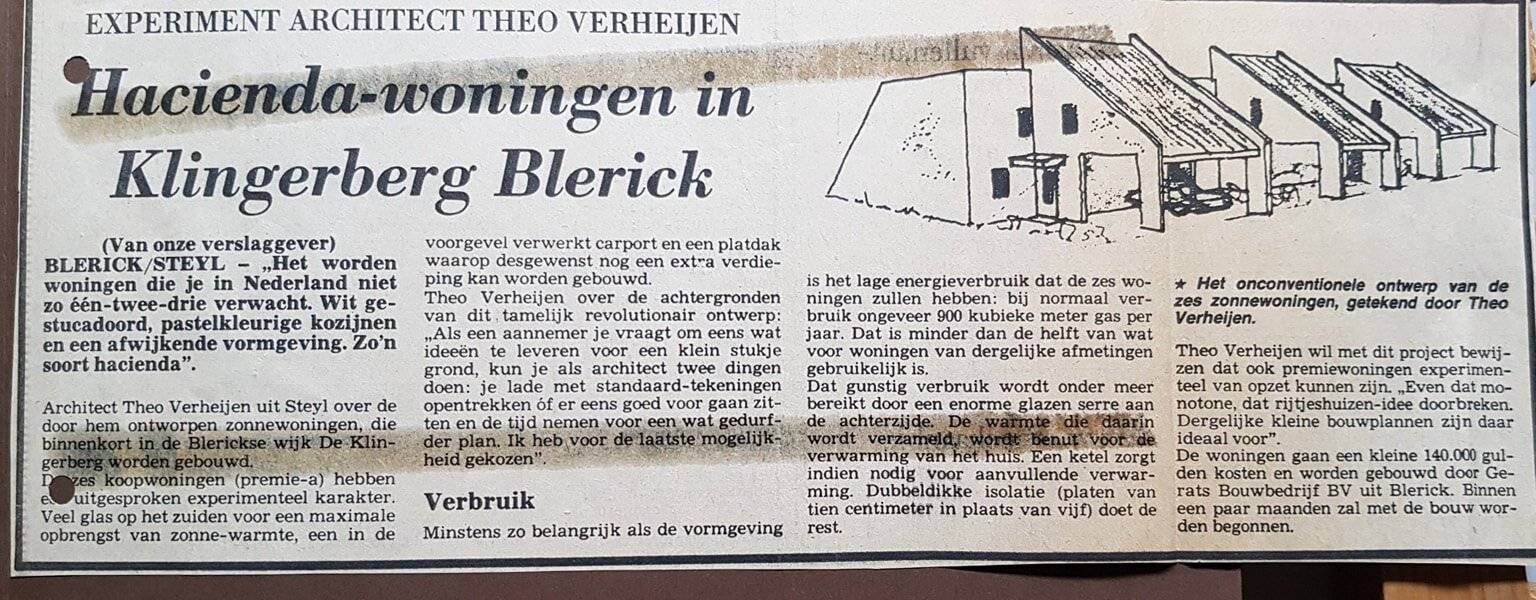 EXPERIMENT ARCHITECT THEO VERHEIJEN
Hacienda-woningen in
Klingerberg Blerick
(Van onze verslaggever)
BLERICK/STEYL – „Het worden
woningen die je in Nederland niet
zo één-twee-drie verwacht. Wit ge-
stucadoord, pastelkleurige kozijnen
en een afwijkende vormgeving. Zo'n
soort hacienda".
Architect Theo Verheijen uit Steyl over de
door hem ontworpen zonnewoningen, die
binnenkort in de Blerickse wijk De Klin-
gerberg worden gebouwd.
zes koopwoningen (premie-a) hebben
uitgesproken experimenteel karakter.
Veel glas op het zuiden voor een maximale
opbrengst van zonne-warmte, een in de
voorgevel verwerkt carport en een platdak
waarop desgewenst nog een extra verdie-
ping kan worden gebouwd.
Theo Verheijen over de achtergronden
van dit tamelijk revolutionair ontwerp:
„Als een aannemer je vraagt om eens wat
ideeën te leveren voor een klein stukje
grond, kun je als architect twee dingen
doen: je lade met standaard-tekeningen
opentrekken óf er eens goed voor gaan zit-
ten en de tijd nemen voor een wat gedurf-
der plan. Ik heb voor de laatste mogelijk-
heid gekozen".
Verbruik
Minstens zo belangrijk als de vormgeving
is het lage energieverbruik dat de zes wo-
ningen zullen hebben: bij normaal ver-
bruik ongeveer 900 kubieke meter gas per
jaar. Dat is minder dan de helft van wat
voor woningen van dergelijke afmetingen
gebruikelijk is.
Dat gunstig verbruik wordt onder meer
bereikt door een enorme glazen serre aan
de achterzijde. De warmte die daarin
wordt verzameld, wordt benut voor de
verwarming van het huis. Een ketel zorgt
indien nodig voor aanvullende verwar-
ming. Dubbeldikke isolatie (platen van
tien centimeter in plaats van vijf) doet de
rest.
★ Het onconventionele ontwerp van de
zes zonnewoningen, getekend door Theo
Verheijen.
Theo Verheijen wil met dit project bewij-
zen dat ook premiewoningen experimen-
teel van opzet kunnen zijn. „Even dat mo-
notone, dat rijtjeshuizen-idee doorbreken.
Dergelijke kleine bouwplannen zijn daar
ideaal voor".
De woningen gaan een kleine 140.000 gul-
den kosten en worden gebouwd door Ge-
rats Bouwbedrijf BV uit Blerick. Binnen
een paar maanden zal met de bouw wor-
den begonnen.